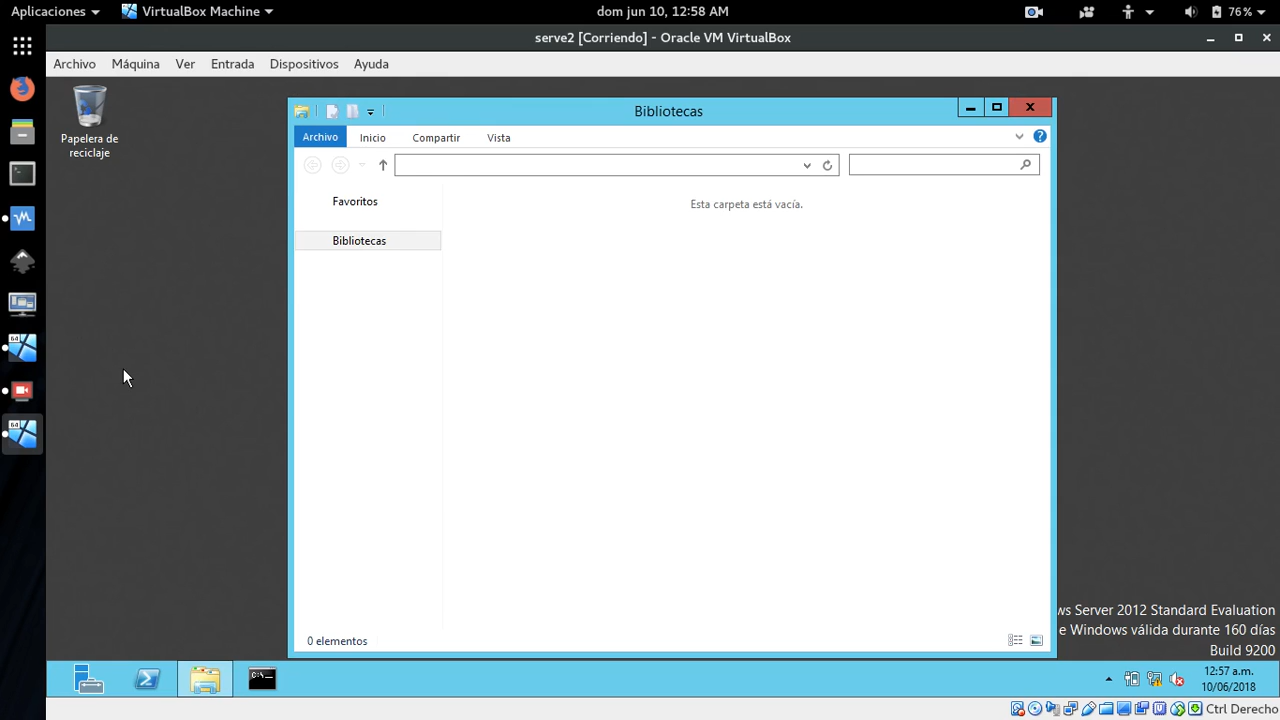 Aplicaciones
VirtualBox Machine
dom jun 10, 12:58 AM
76%
serve2 [Corriendo] - Oracle VM VirtualBox
Archivo
Máquina
Ver
Entrada
Dispositivos
Ayuda
Papelera de
reciclaje
Bibliotecas
Archivo
Inicio
Compartir
Vista
Favoritos
Esta carpeta está vacía.
Bibliotecas
0 elementos
ws Server 2012 Standard Evaluation
e Windows válida durante 160 días
Build 9200
12:57 a.m.
10/06/2018
Ctrl Derecho